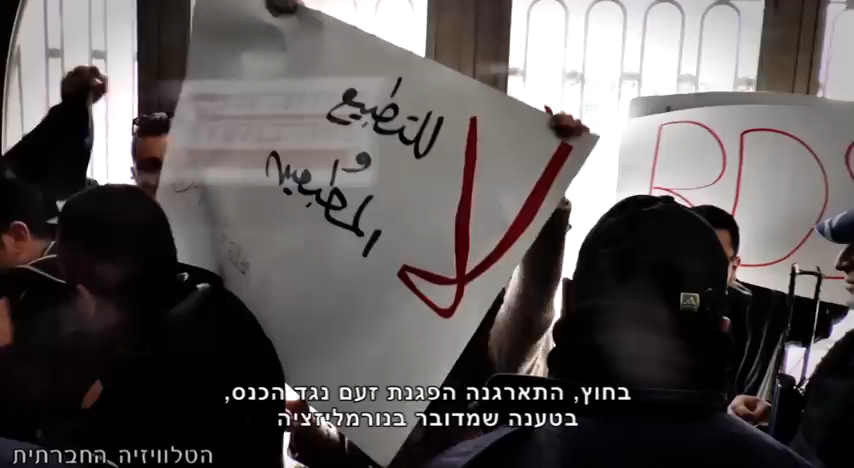 لا للتطبيع
و
المطبعين
BDS
בחוץ, התארגנה הפגנת זעם נגד הכנס,
בטענה שמדובר בנורמליזציה
הטלוויזיה החברתית